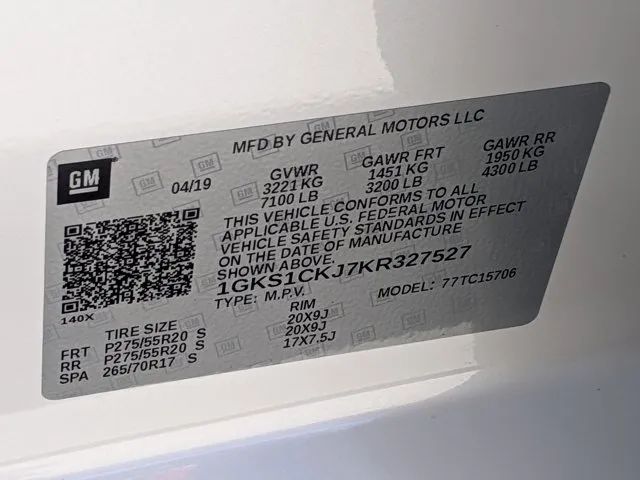 MFD BY GENERAL MOTORS LLC
GM
04/19
GVWR GAWR FRT GAWR RR
3221 KG 1451 KG 1950 KG
7100 LB 3200 LB 4300 LB
THIS VEHICLE CONFORMS TO ALL
APPLICABLE U.S. FEDERAL MOTOR
VEHICLE SAFETY STANDARDS IN EFFECT
ON THE DATE OF MANUFACTURE
SHOWN ABOVE.
1GKS1CKJ7KR327527
TYPE: M.P.V. MODEL: 77TC15706
140X
TIRE SIZE RIM
FRT P275/55R20 S 20X9J
RR P275/55R20 S 20X9J
SPA 265/70R17 S 17X7.5J